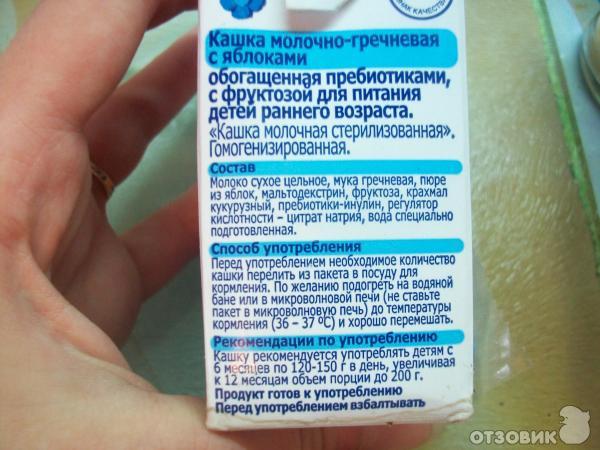 ЗНАК КАЧЕСТВА
Кашка молочно-гречневая
с яблоками
обогащенная пребиотиками,
с фруктозой для питания
детей раннего возраста.
«Кашка молочная стерилизованная».
Гомогенизированная.
Состав
Молоко сухое цельное, мука гречневая, пюре
из яблок, мальтодекстрин, фруктоза, крахмал
кукурузный, пребиотики-инулин, регулятор
кислотности – цитрат натрия, вода специально
подготовленная.
Способ употребления
Перед употреблением необходимое количество
кашки перелить из пакета в посуду для
кормления. По желанию подогреть на водяной
бане или в микроволновой печи (не ставьте
пакет в микроволновую печь) до температуры
кормления (36 – 37 ºС) и хорошо перемешать.
Рекомендации по употреблению
Кашку рекомендуется употреблять детям с
6 месяцев по 120-150 г в день, увеличивая
к 12 месяцам объем порции до 200 г.
Продукт готов к употреблению
Перед употреблением взбалтывать
ОТЗОВИК